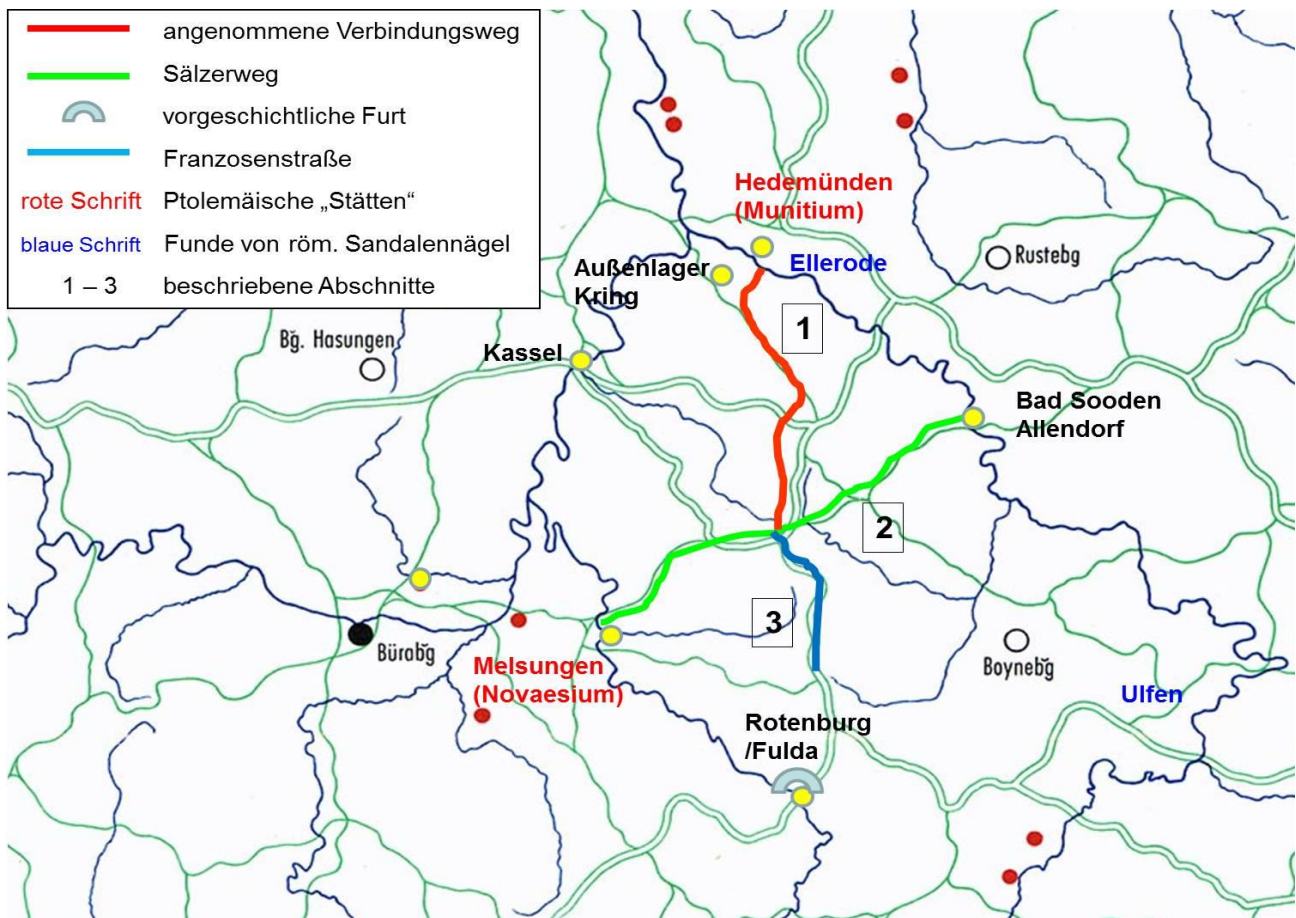 angenommene Verbindungsweg
Sälzerweg
vorgeschichtliche Furt
Franzosenstraße
rote Schrift Ptolemäische „Stätten“
blaue Schrift Funde von röm. Sandalennägel
1 – 3 beschriebene Abschnitte
Hedemünden
(Munitium)
Ellerode
Außenlager
Kring
Rustebg
1
Bg. Hasungen
Kassel
Bad Sooden
Allendorf
2
3
Bürabg
Melsungen
(Novaesium)
Boynebg
Ulfen
Rotenburg
/Fulda